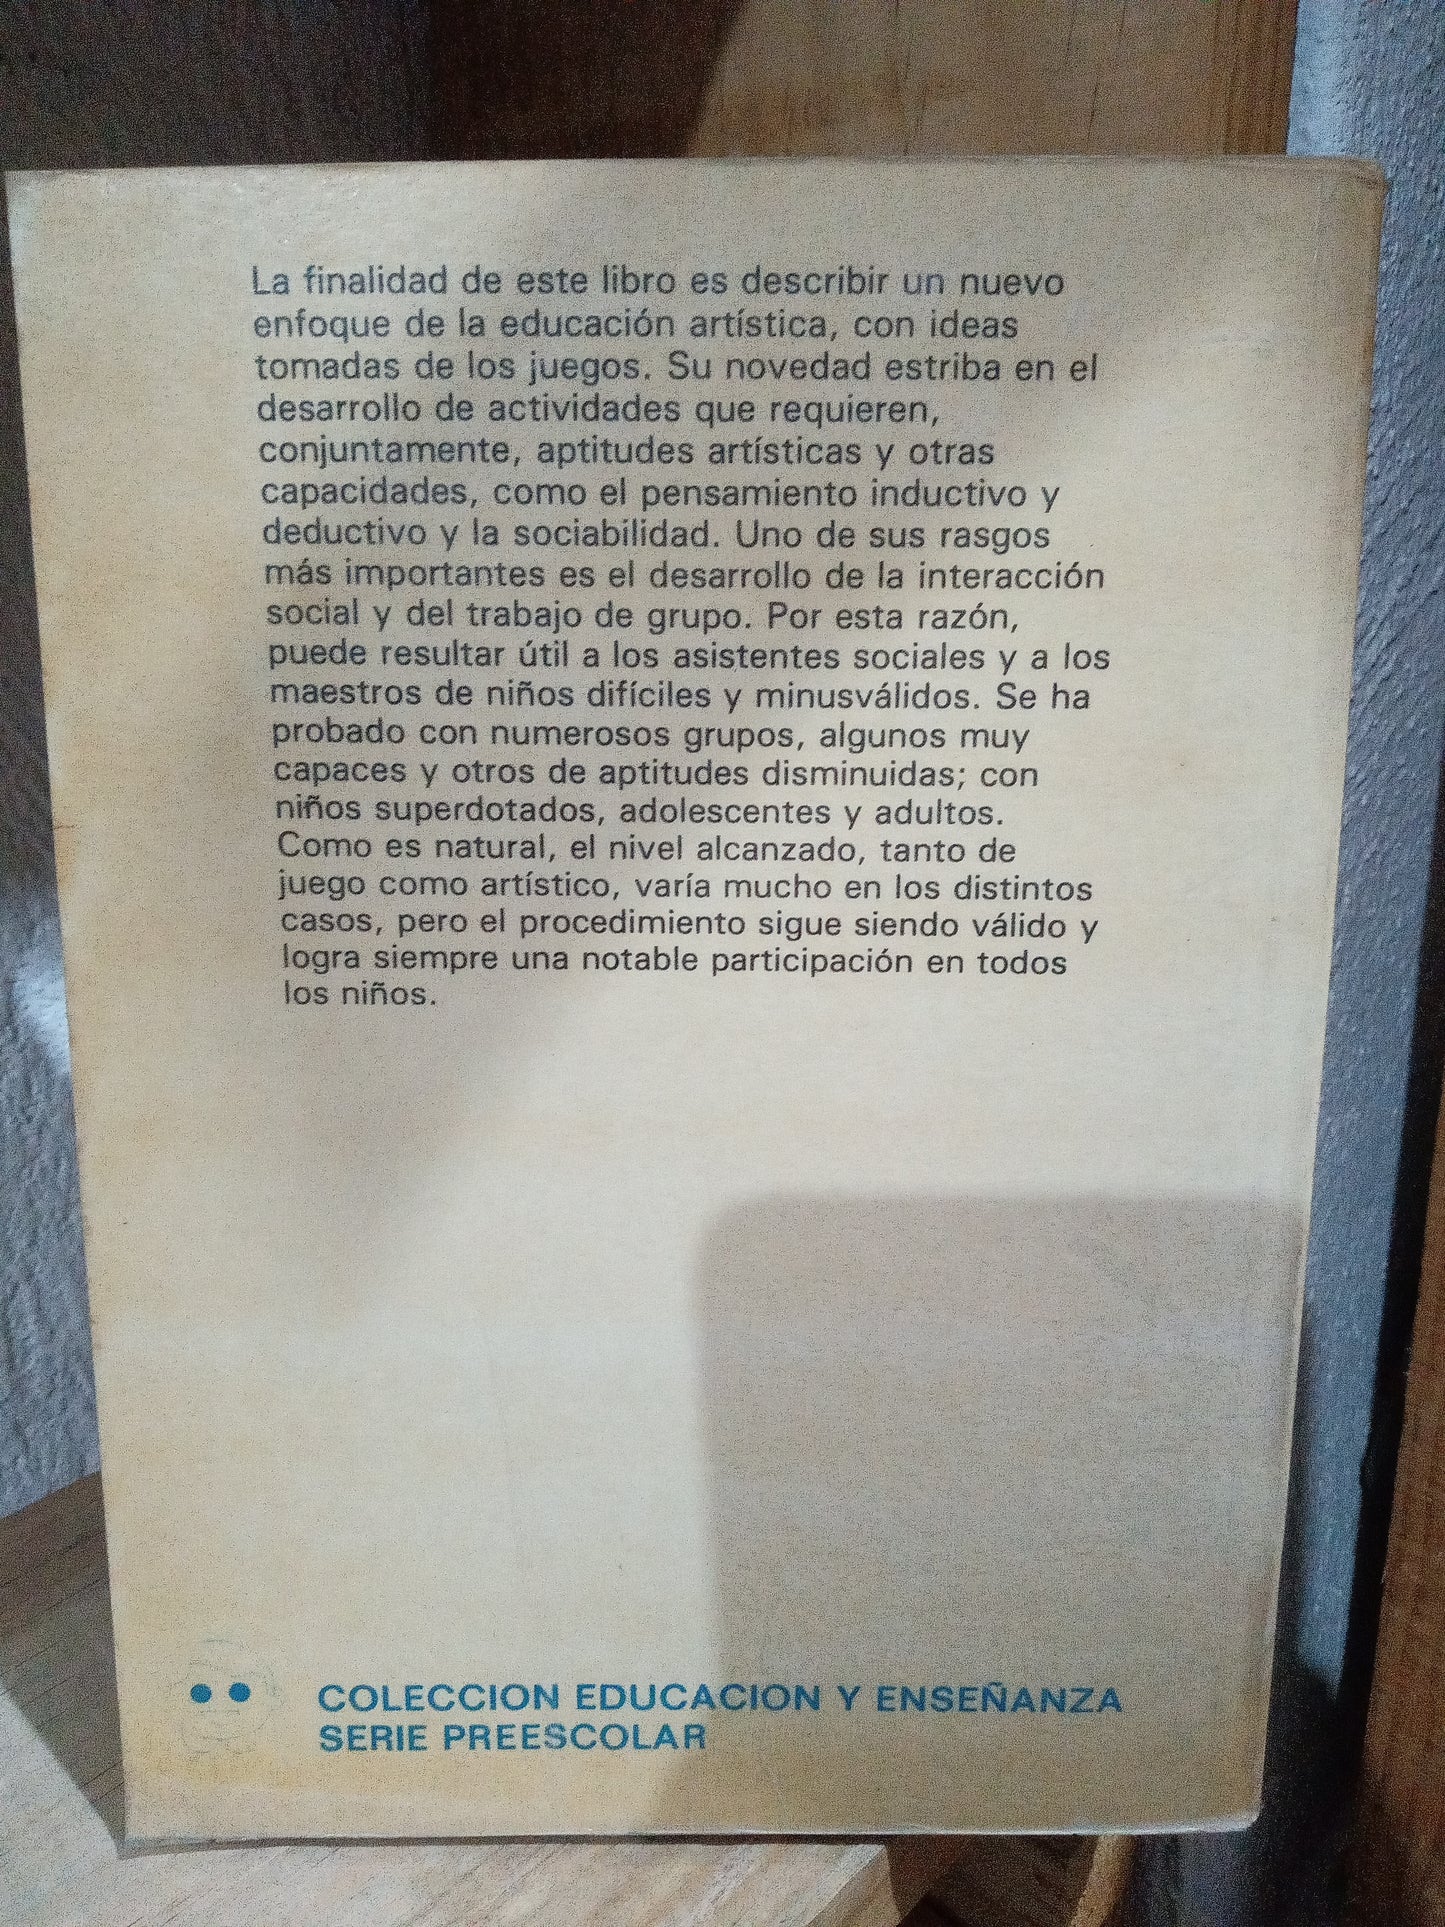 La finalidad de este libro es describir un nuevo
enfoque de la educación artística, con ideas
tomadas de los juegos. Su novedad estriba en el
desarrollo de actividades que requieren,
conjuntamente, aptitudes artísticas y otras
capacidades, como el pensamiento inductivo y
deductivo y la sociabilidad. Uno de sus rasgos
más importantes es el desarrollo de la interacción
social y del trabajo de grupo. Por esta razón,
puede resultar útil a los asistentes sociales y a los
maestros de niños difíciles y minusválidos. Se ha
probado con numerosos grupos, algunos muy
capaces y otros de aptitudes disminuidas; con
niños superdotados, adolescentes y adultos.
Como es natural, el nivel alcanzado, tanto de
juego como artístico, varía mucho en los distintos
casos, pero el procedimiento sigue siendo válido y
logra siempre una notable participación en todos
los niños.
COLECCION EDUCACION Y ENSEÑANZA
SERIE PREESCOLAR